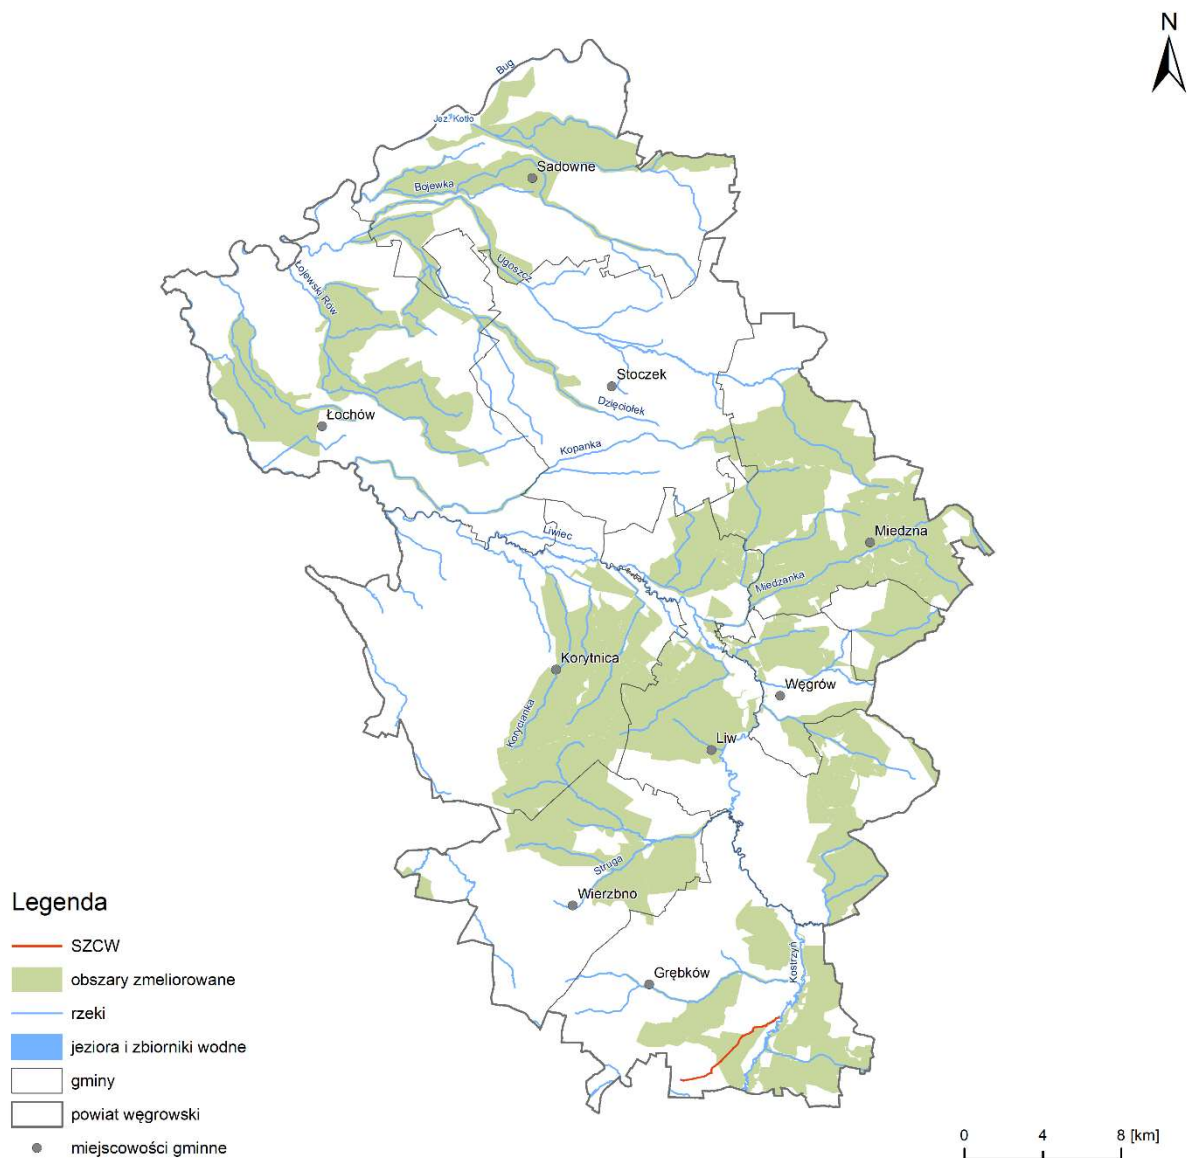 N
Bug
Jez. Kotło
Sadowne
Bojewka
Ugoszcz
Łojewski Rów
Stoczek
Dzięciołek
Łochów
Kopanka
Liwiec
Miedzna
Miedzanka
Korytnica
Węgrów
Korycianka
Liw
Struga
Wierzbno
Kostrzyń
Grębków
Legenda
SZCW
obszary zmeliorowane
rzeki
jeziora i zbiorniki wodne
gminy
powiat węgrowski
miejscowości gminne
0 4 8 [km]